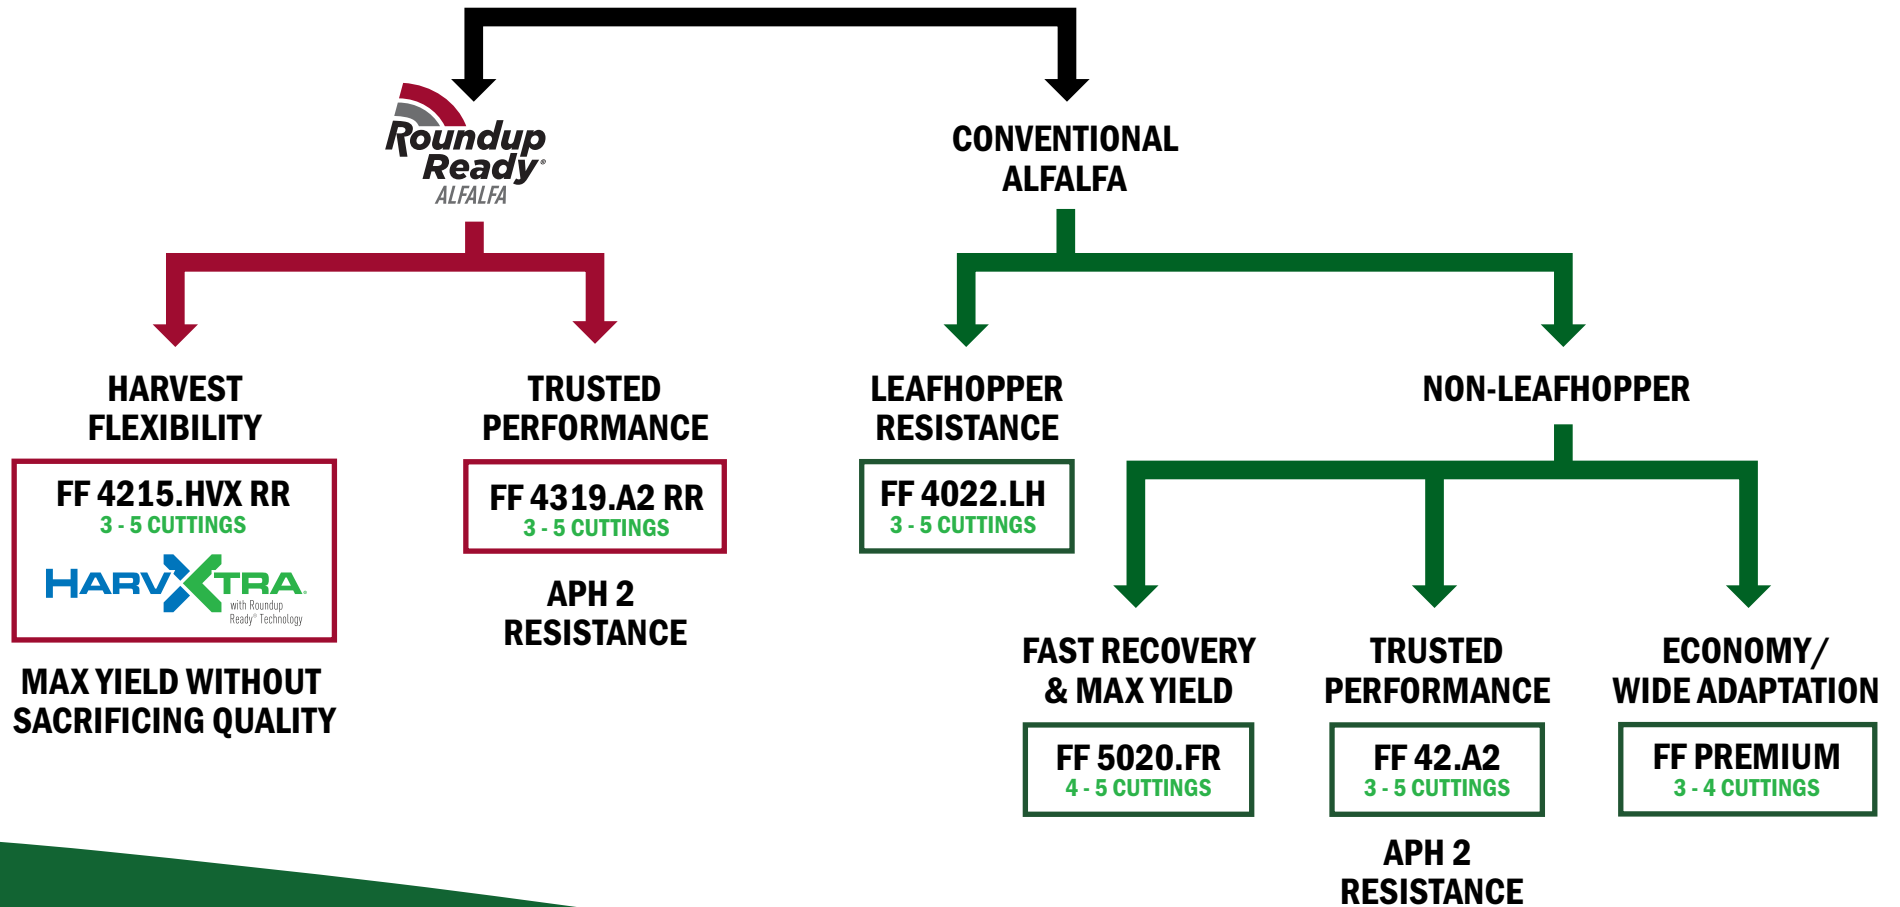 Roundup
Ready®
ALFALFA
CONVENTIONAL
ALFALFA
HARVEST
FLEXIBILITY
FF 4215.HVX RR
3 - 5 CUTTINGS
HARVXTRA®
with Roundup
Ready® Technology
MAX YIELD WITHOUT
SACRIFICING QUALITY
TRUSTED
PERFORMANCE
FF 4319.A2 RR
3 - 5 CUTTINGS
APH 2
RESISTANCE
LEAFHOPPER
RESISTANCE
FF 4022.LH
3 - 5 CUTTINGS
NON-LEAFHOPPER
FAST RECOVERY
& MAX YIELD
FF 5020.FR
4 - 5 CUTTINGS
TRUSTED
PERFORMANCE
FF 42.A2
3 - 5 CUTTINGS
APH 2
RESISTANCE
ECONOMY/
WIDE ADAPTATION
FF PREMIUM
3 - 4 CUTTINGS